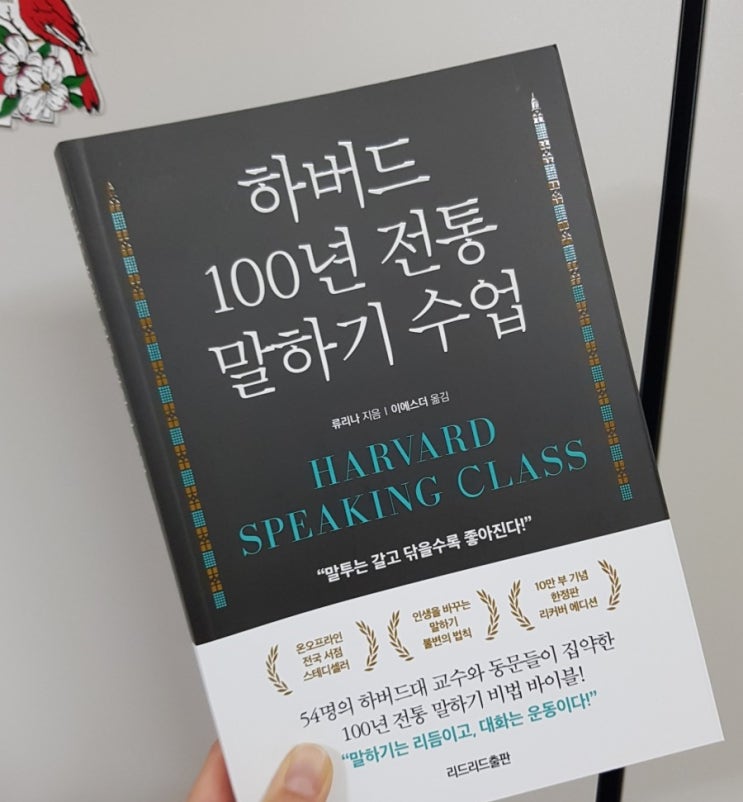 하버드
100년 전통
말하기 수업
류리나 지음 | 이에스더 옮김
HARVARD
SPEAKING CLASS
“말투는 갈고 닦을수록 좋아진다!”
온오프라인
전국 서점
스테디셀러
인생을 바꾸는
말하기
불변의 법칙
10만 부 기념
한정판
리커버 에디션
54명의 하버드대 교수와 동문들이 집약한
100년 전통 말하기 비법 바이블!
“말하기는 리듬이고, 대화는 운동이다!”
리드리드출판